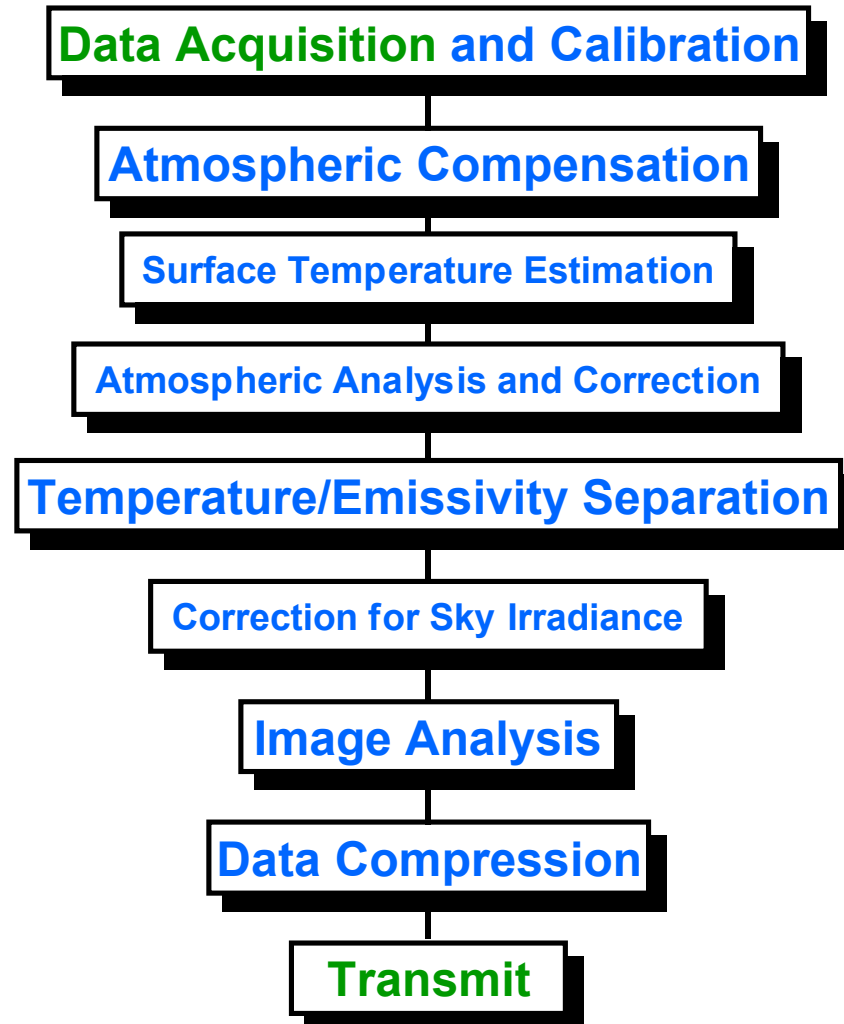 Data Acquisition and Calibration
Atmospheric Compensation
Surface Temperature Estimation
Atmospheric Analysis and Correction
Temperature/Emissivity Separation
Correction for Sky Irradiance
Image Analysis
Data Compression
Transmit